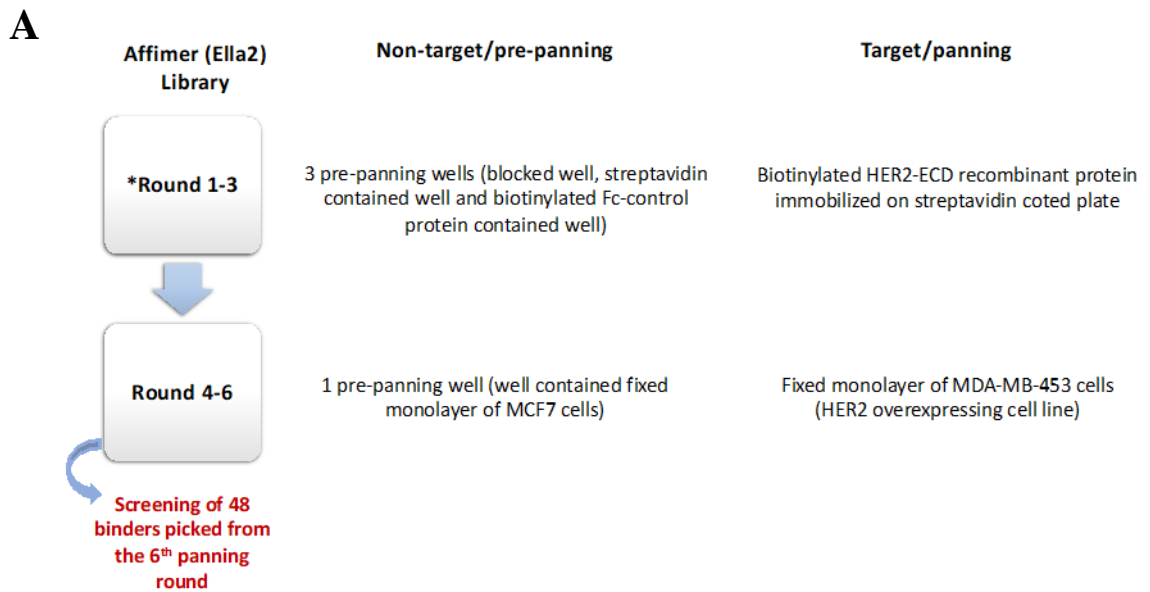 A
Affimer (Ella2)
Library
Non-target/pre-panning
Target/panning
*Round 1-3
3 pre-panning wells (blocked well, streptavidin
contained well and biotinylated Fc-control
protein contained well)
Biotinylated HER2-ECD recombinant protein
immobilized on streptavidin coted plate
Round 4-6
1 pre-panning well (well contained fixed
monolayer of MCF7 cells)
Fixed monolayer of MDA-MB-453 cells
(HER2 overexpressing cell line)
Screening of 48
binders picked from
the 6th panning
round